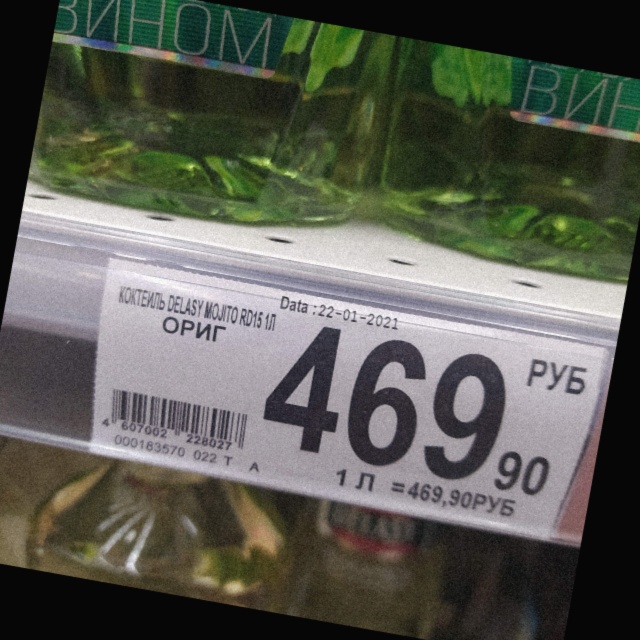 ВИНОМ
ВИН
КОКТЕИЛЬ DELASY MOJITO RD15 1Л
ОРИГ
Data :22-01-2021
469 90 РУБ
4 607002 228027
000183570 022 Т А
1 Л =469,90РУБ